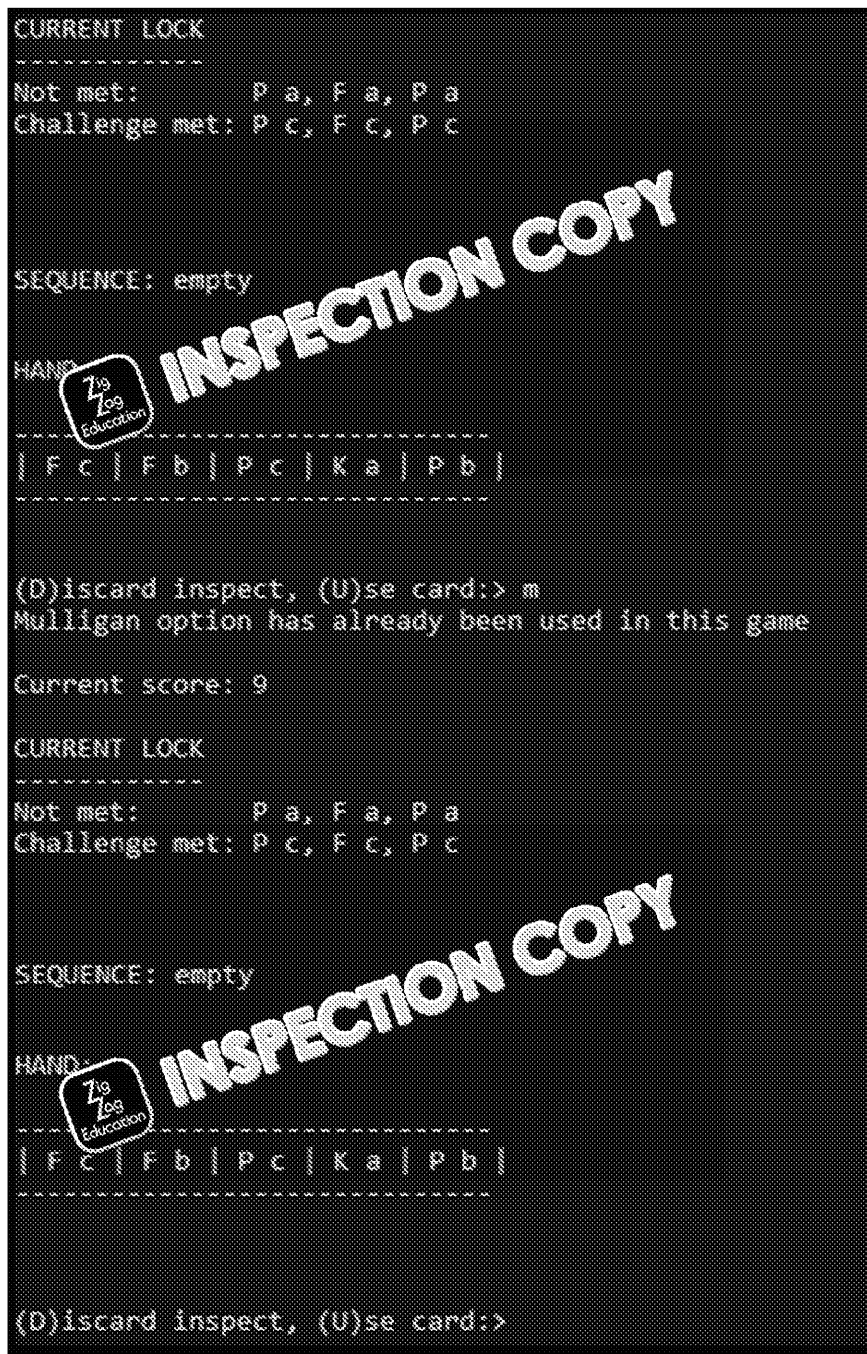 CURRENT LOCK
------------
Not met:        P a, F a, P a
Challenge met: P c, F c, P c
INSPECTION COPY
SEQUENCE: empty
HAND
Zig Zag Education
------------------------------
| F c | F b | P c | K a | P b |
------------------------------
(D)iscard inspect, (U)se card:> m
Mulligan option has already been used in this game
Current score: 9
CURRENT LOCK
------------
Not met:        P a, F a, P a
Challenge met: P c, F c, P c
INSPECTION COPY
SEQUENCE: empty
HAND:
Zig Zag Education
------------------------------
| F c | F b | P c | K a | P b |
------------------------------
(D)iscard inspect, (U)se card:>